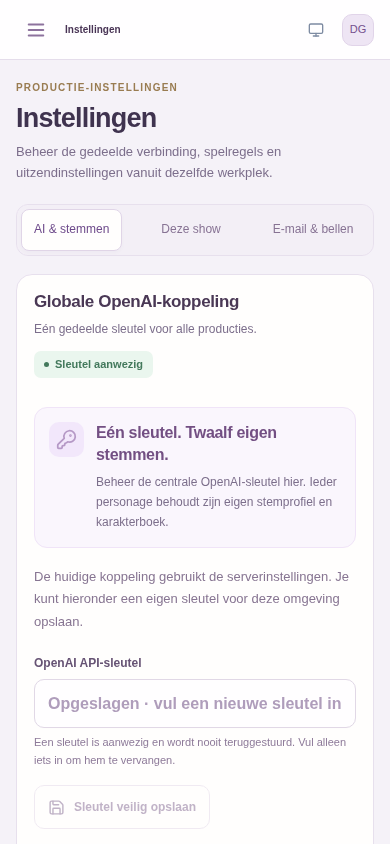 Instellingen
DG
PRODUCTIE-INSTELLINGEN
Instellingen
Beheer de gedeelde verbinding, spelregels en
uitzendinstellingen vanuit dezelfde werkplek.
AI & stemmen
Deze show
E-mail & bellen
Globale OpenAI-koppeling
Eén gedeelde sleutel voor alle producties.
Sleutel aanwezig
Eén sleutel. Twaalf eigen
stemmen.
Beheer de centrale OpenAI-sleutel hier. Ieder
personage behoudt zijn eigen stemprofiel en
karakterboek.
De huidige koppeling gebruikt de serverinstellingen. Je
kunt hieronder een eigen sleutel voor deze omgeving
opslaan.
OpenAI API-sleutel
Opgeslagen · vul een nieuwe sleutel in
Een sleutel is aanwezig en wordt nooit teruggestuurd. Vul alleen
iets in om hem te vervangen.
Sleutel veilig opslaan